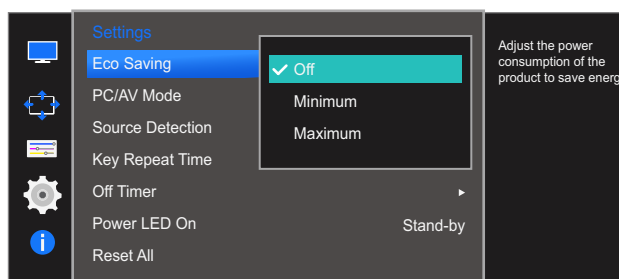 Settings
Eco Saving
Off
PC/AV Mode
Minimum
Source Detection
Maximum
Key Repeat Time
Off Timer
Power LED On Stand-by
Reset All
Adjust the power
consumption of the
product to save energ